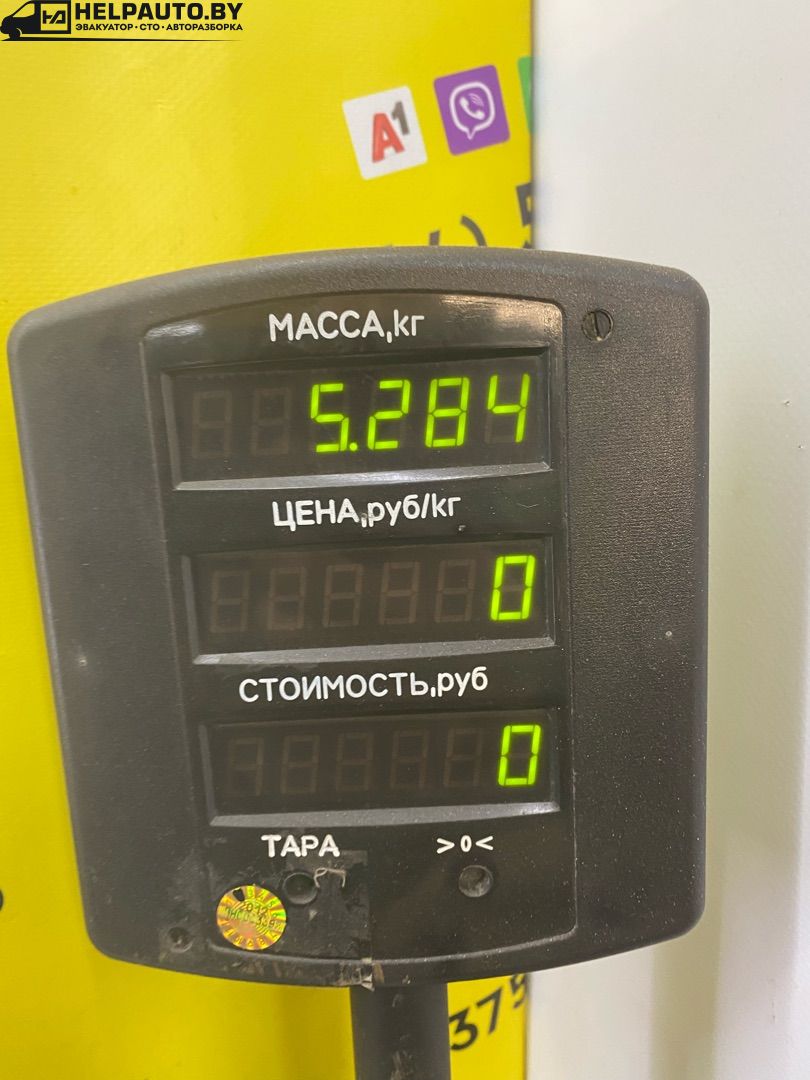 HELPAUTO.BY
ЭВАКУАТОР·СТО·АВТОРАЗБОРКА
A1
МАССА,кг
5.284
ЦЕНА,руб/кг
0
СТОИМОСТЬ,руб
0
ТАРА >0<
375